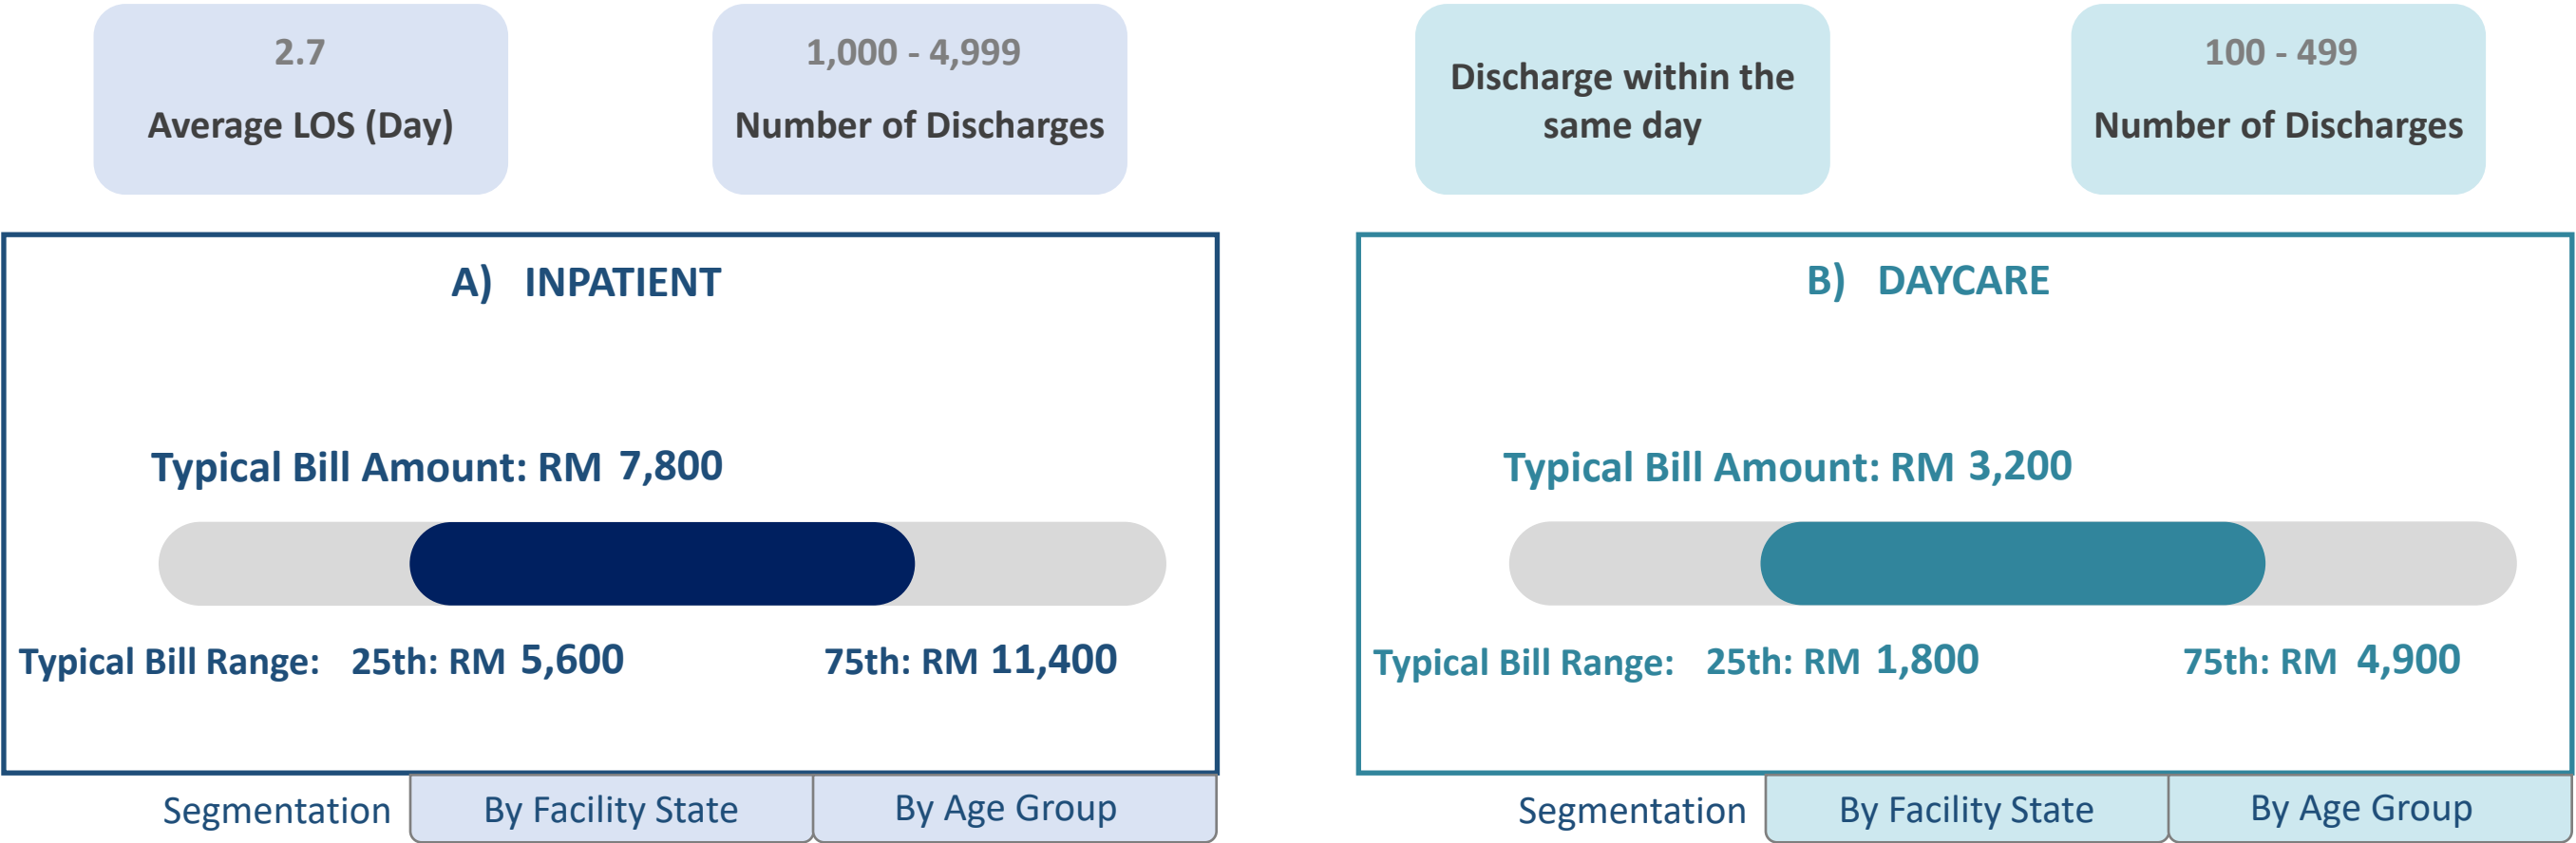 2.7
Average LOS (Day)
1,000 - 4,999
Number of Discharges
Discharge within the
same day
100 - 499
Number of Discharges
A) INPATIENT
Typical Bill Amount: RM 7,800
Typical Bill Range: 25th: RM 5,600 75th: RM 11,400
Segmentation By Facility State By Age Group
B) DAYCARE
Typical Bill Amount: RM 3,200
Typical Bill Range: 25th: RM 1,800 75th: RM 4,900
Segmentation By Facility State By Age Group